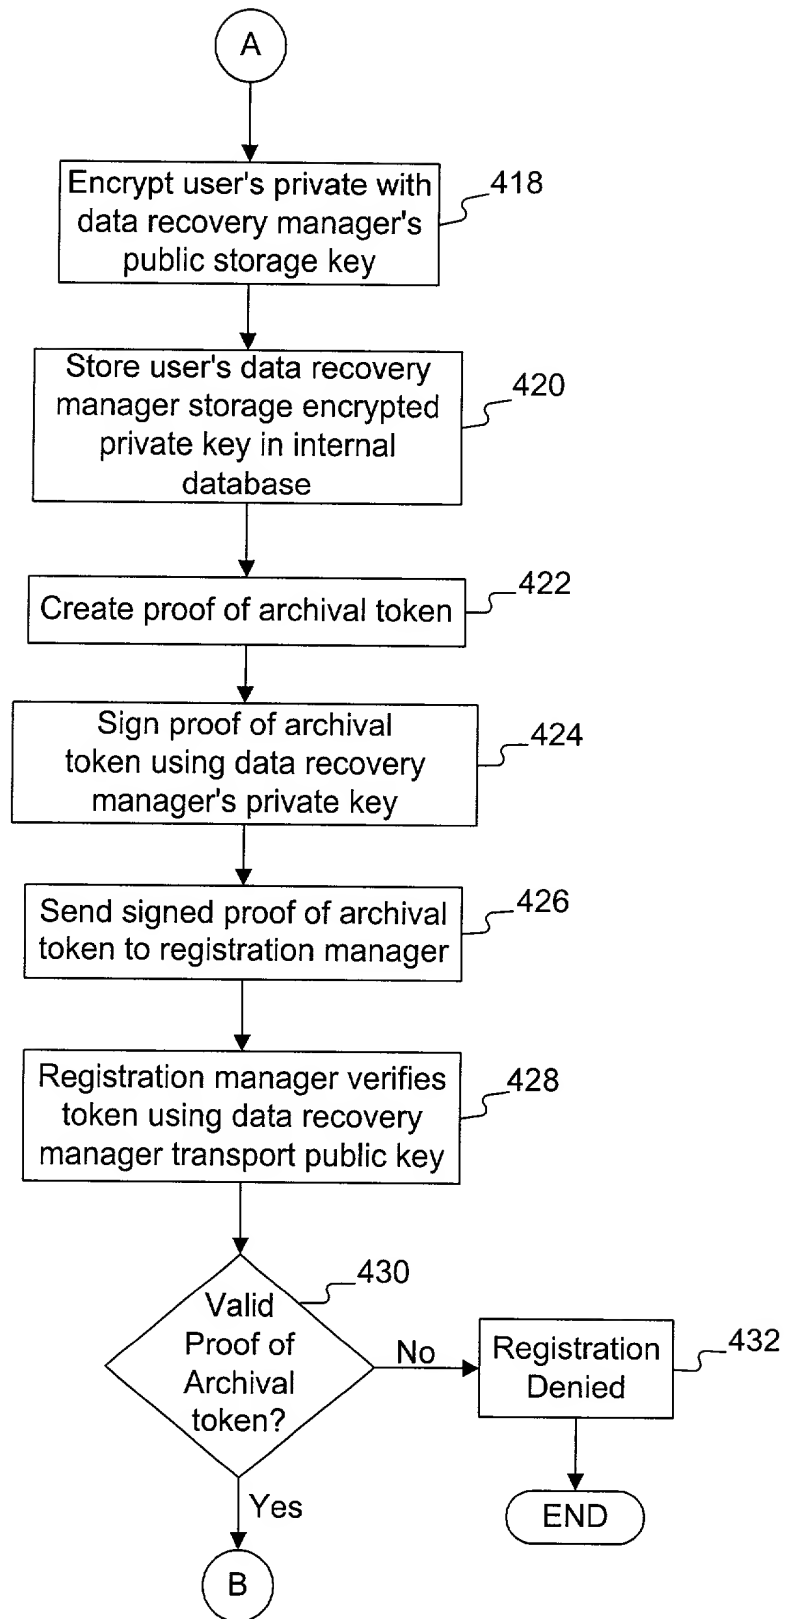 A
Encrypt user's private with
data recovery manager's
public storage key
418
Store user's data recovery
manager storage encrypted
private key in internal
database
420
Create proof of archival token
422
Sign proof of archival
token using data recovery
manager's private key
424
Send signed proof of archival
token to registration manager
426
Registration manager verifies
token using data recovery
manager transport public key
428
Valid
Proof of
Archival
token?
430
No
Registration
Denied
432
END
Yes
B